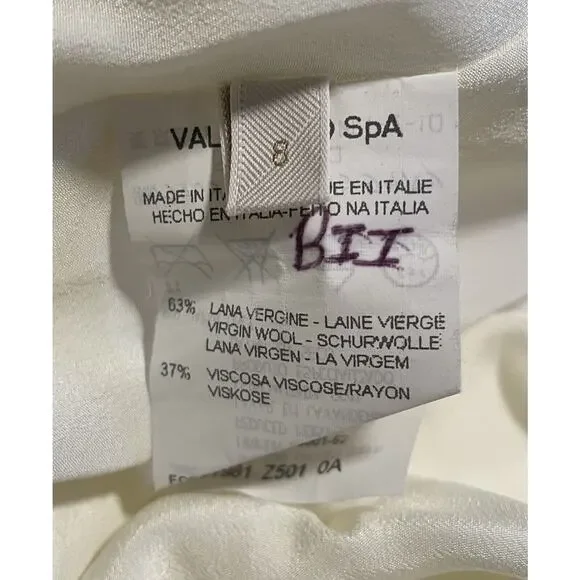 VAL O SpA
8
MADE IN ITA UE EN ITALIE
HECHO EN ITALIA-FEITO NA ITALIA
BII
63% LANA VERGINE - LAINE VIERGE
VIRGIN WOOL - SCHURWOLLE
LANA VIRGEN - LA VIRGEM
37% VISCOSA VISCOSE/RAYON
VISKOSE
Z501 0A